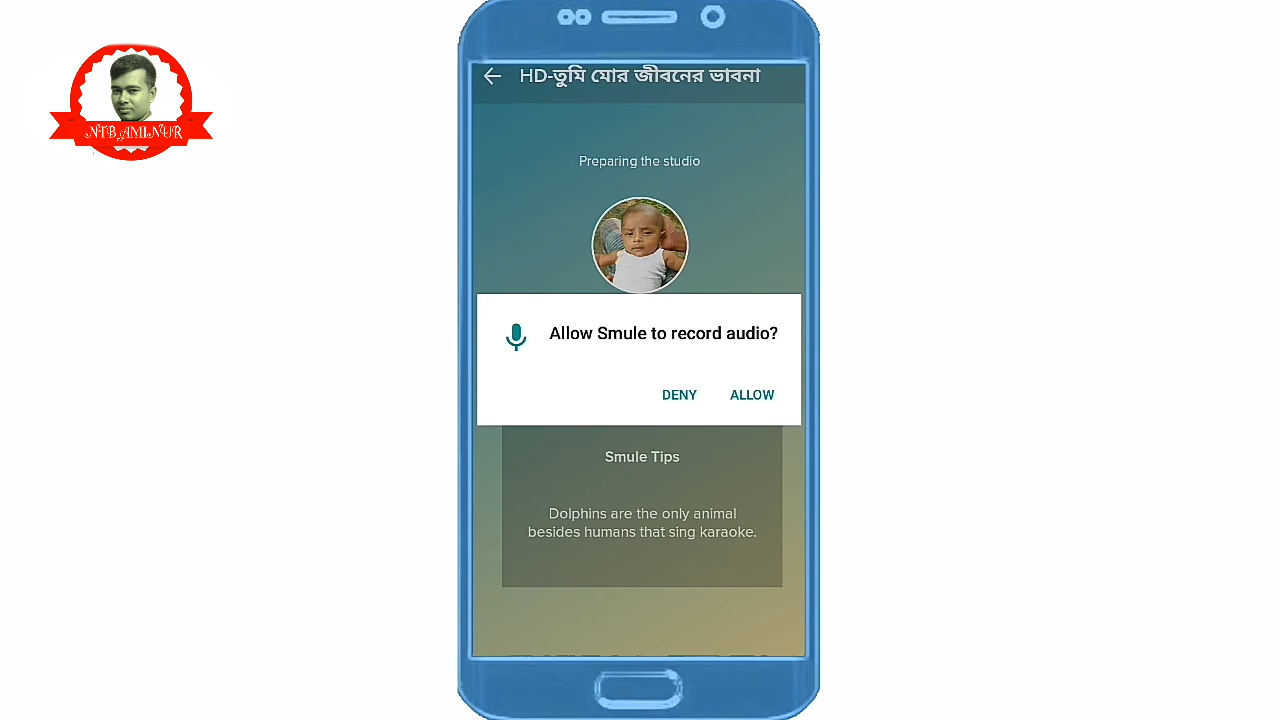 NTB AMINUR
HD-তুমি মোর জীবনের ভাবনা
Preparing the studio
Allow Smule to record audio?
DENY ALLOW
Smule Tips
Dolphins are the only animal
besides humans that sing karaoke.